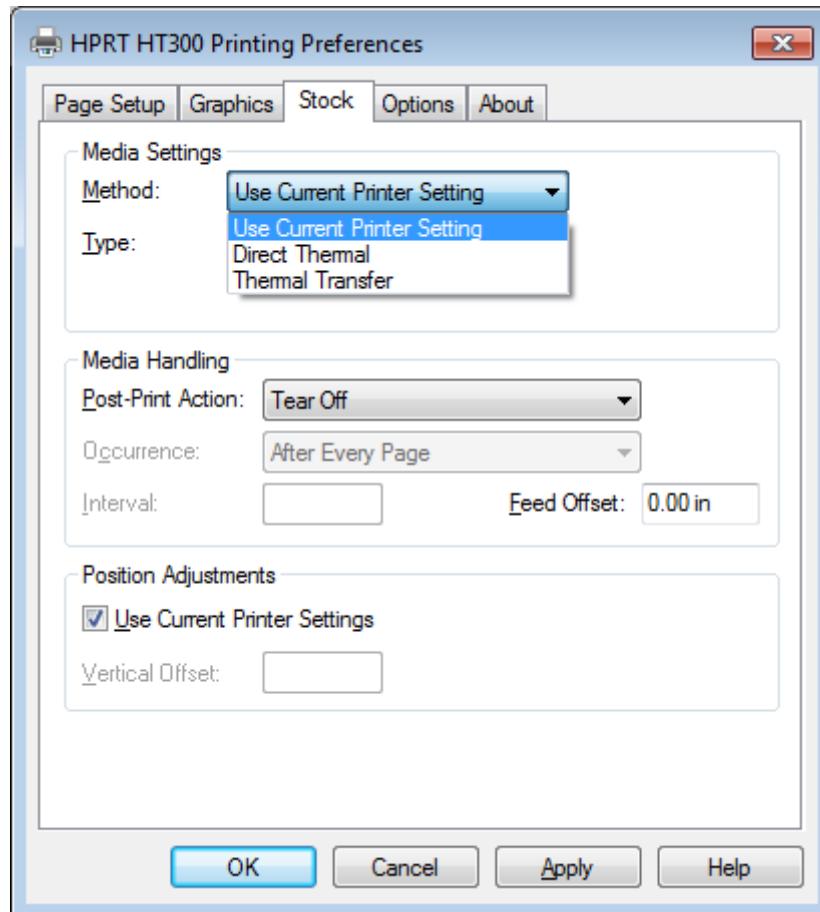 HPRT HT300 Printing Preferences
Page Setup Graphics Stock Options About
Media Settings
Method: Use Current Printer Setting
Use Current Printer Setting
Type: Direct Thermal
Thermal Transfer
Media Handling
Post-Print Action: Tear Off
Occurrence: After Every Page
Interval: Feed Offset: 0.00 in
Position Adjustments
Use Current Printer Settings
Vertical Offset:
OK Cancel Apply Help